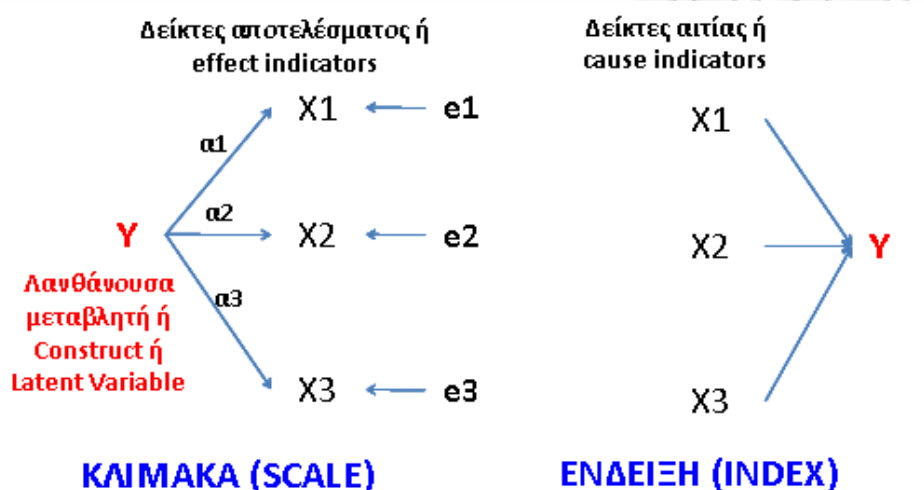 Δείκτες αποτελέσματος ή
effect indicators
X1
e1
α1
α2
Y
X2
e2
α3
Λανθάνουσα
μεταβλητή ή
Construct ή
Latent Variable
X3
e3
ΚΛΙΜΑΚΑ (SCALE)
Δείκτες αιτίας ή
cause indicators
X1
X2
Y
X3
ΕΝΔΕΙΞΗ (INDEX)